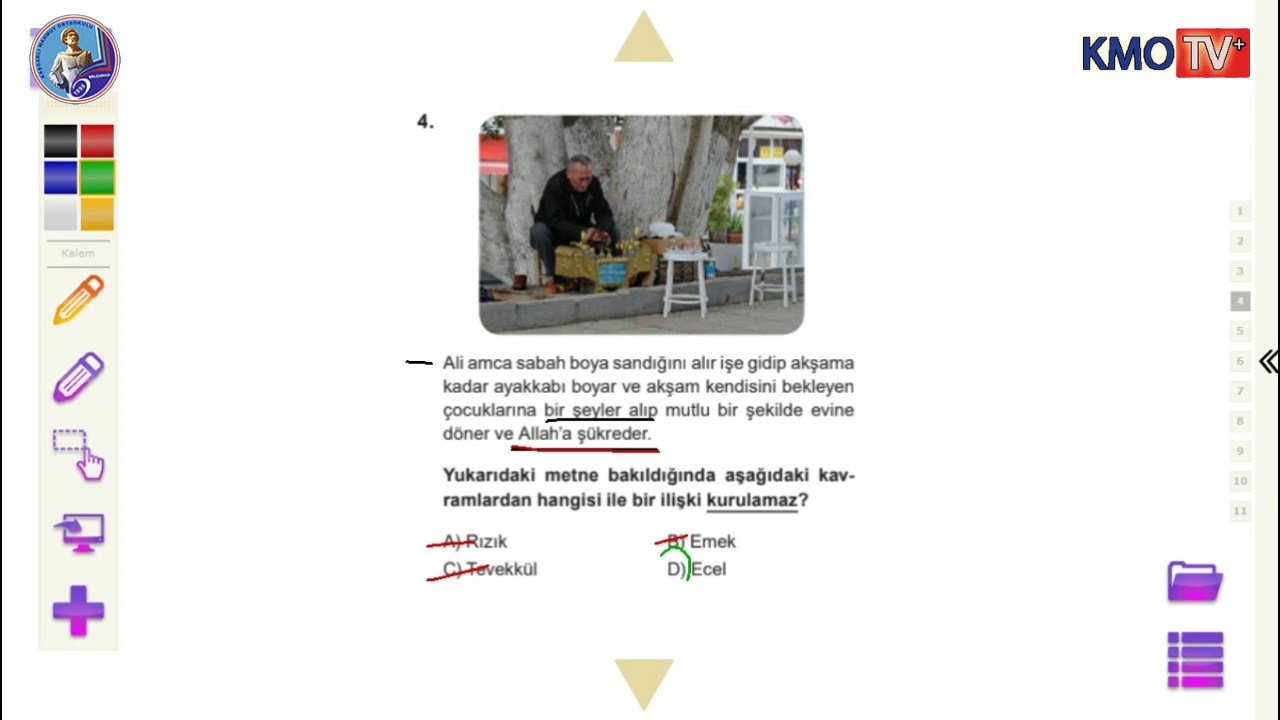 KMO TV+
4.
Ali amca sabah boya sandığını alır işe gidip akşama
kadar ayakkabı boyar ve akşam kendisini bekleyen
çocuklarına bir şeyler alıp mutlu bir şekilde evine
döner ve Allah'a şükreder.
Yukarıdaki metne bakıldığında aşağıdaki kav-
ramlardan hangisi ile bir ilişki kurulamaz?
A) Rızık
B) Emek
C) Tevekkül
D) Ecel
Kalem
1
2
3
4
5
6
7
8
9
10
11